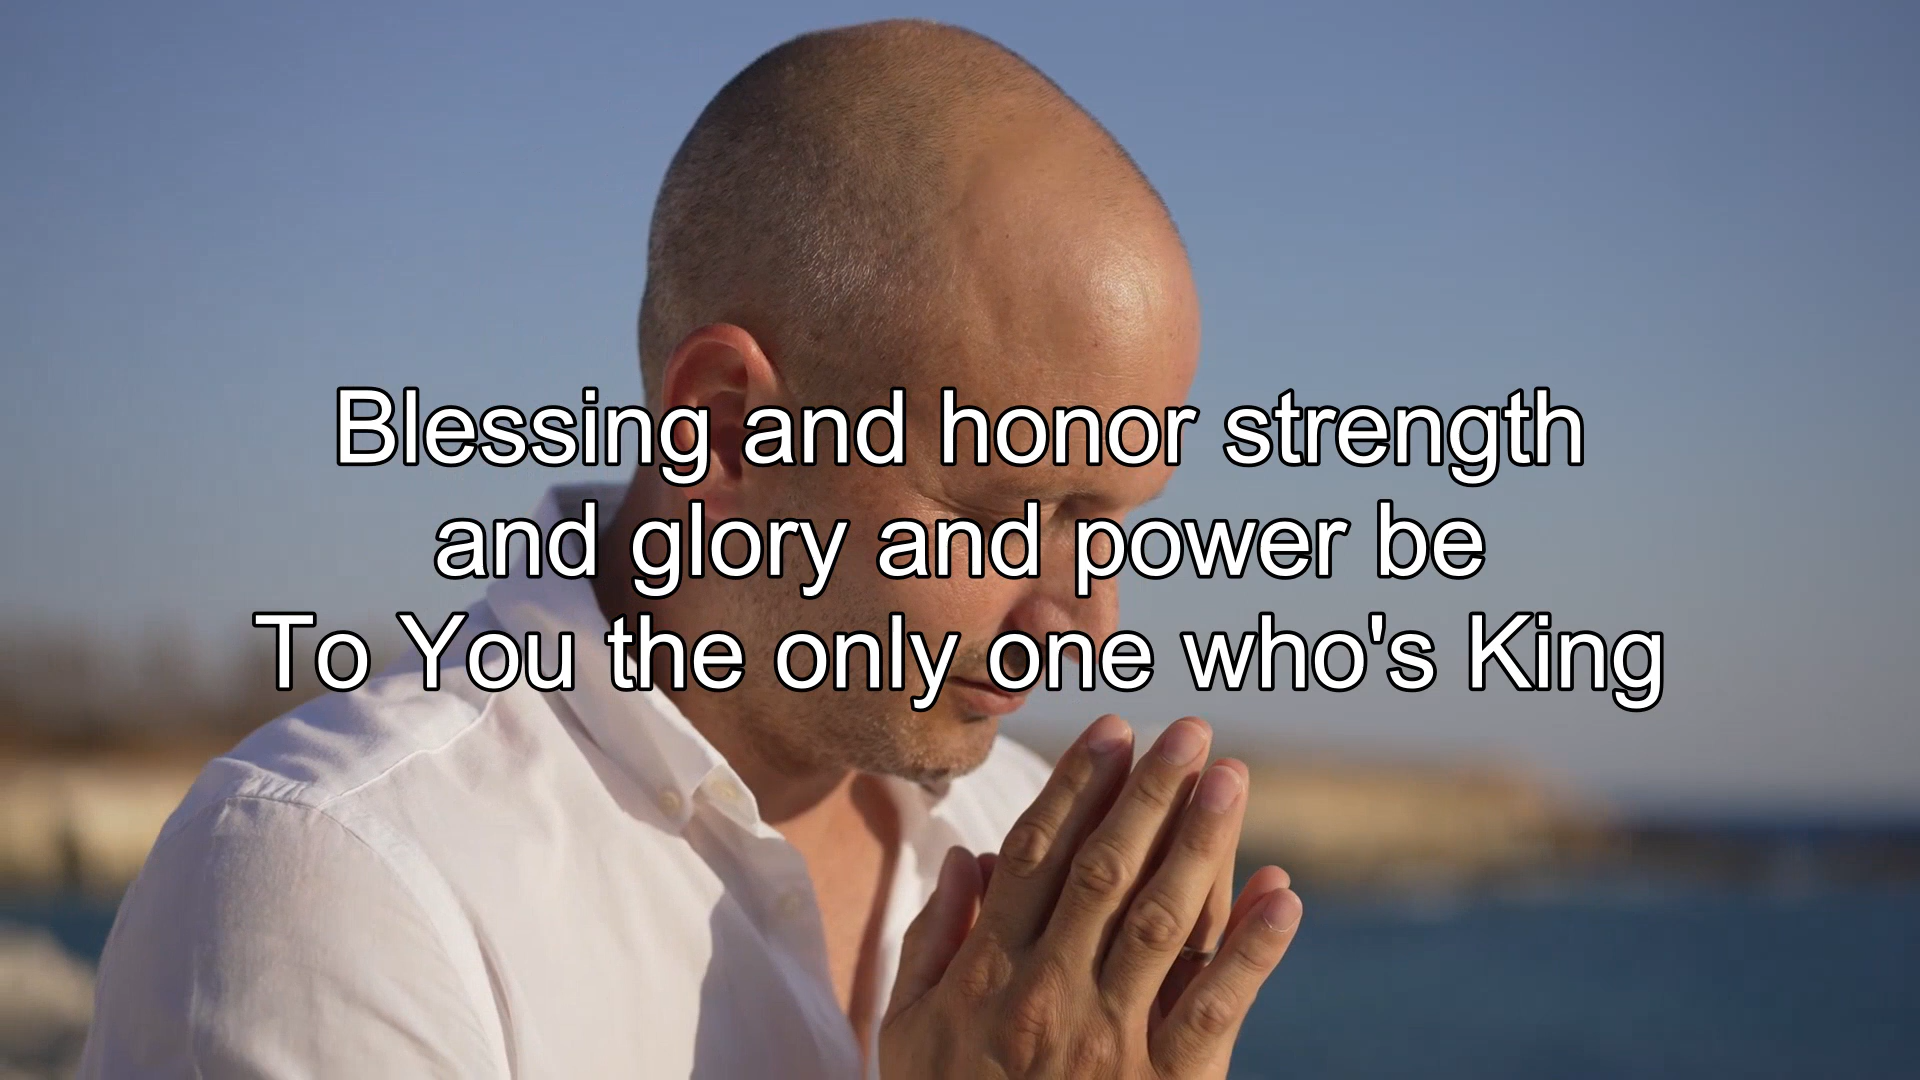 Blessing and honor strength
and glory and power be
To You the only one who's King